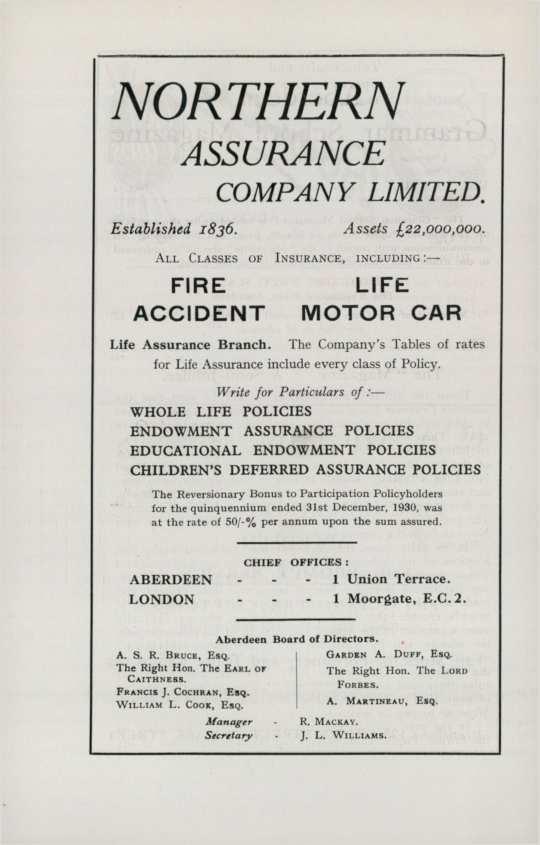 NORTHERN
ASSURANCE
COMPANY LIMITED.
Established 1836. Assets £22,000,000.
ALL CLASSES OF INSURANCE, INCLUDING:—
FIRE LIFE
ACCIDENT MOTOR CAR
Life Assurance Branch. The Company's Tables of rates
for Life Assurance include every class of Policy.
Write for Particulars of :—
WHOLE LIFE POLICIES
ENDOWMENT ASSURANCE POLICIES
EDUCATIONAL ENDOWMENT POLICIES
CHILDREN'S DEFERRED ASSURANCE POLICIES
The Reversionary Bonus to Participation Policyholders
for the quinquennium ended 31st December, 1930, was
at the rate of 50/-% per annum upon the sum assured.
CHIEF OFFICES:
ABERDEEN - - - 1 Union Terrace.
LONDON - - - 1 Moorgate, E.C. 2.
Aberdeen Board of Directors.
A. S. R. BRUCE, ESQ.
The Right Hon. The EARL OF
CAITHNESS.
FRANCIS J. COCHRAN, ESQ.
WILLIAM L. COOK, ESQ.
GARDEN A. DUFF, ESQ.
The Right Hon. The LORD
FORBES.
A. MARTINEAU, ESQ.
Manager - R. MACKAY.
Secretary - J. L. WILLIAMS.